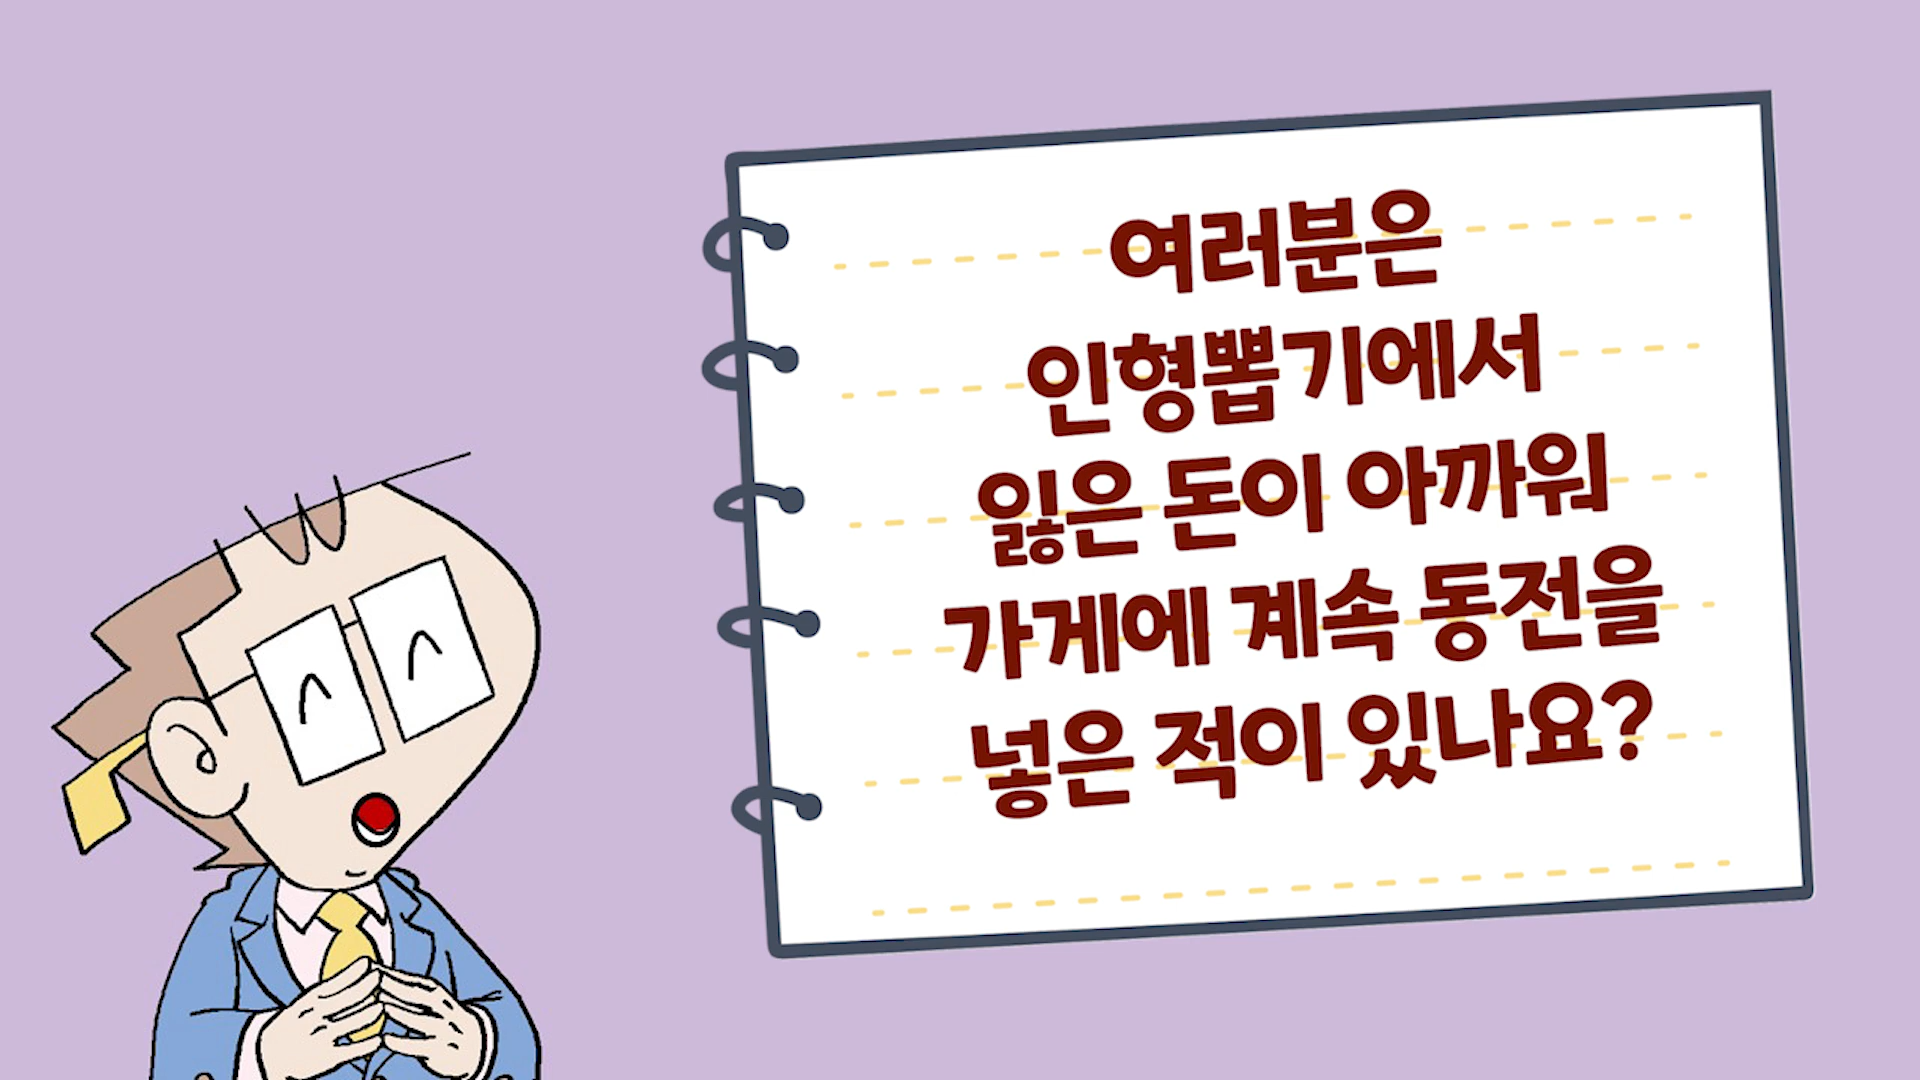 여러분은
인형뽑기에서
잃은 돈이 아까워
가게에 계속 동전을
넣은 적이 있나요?